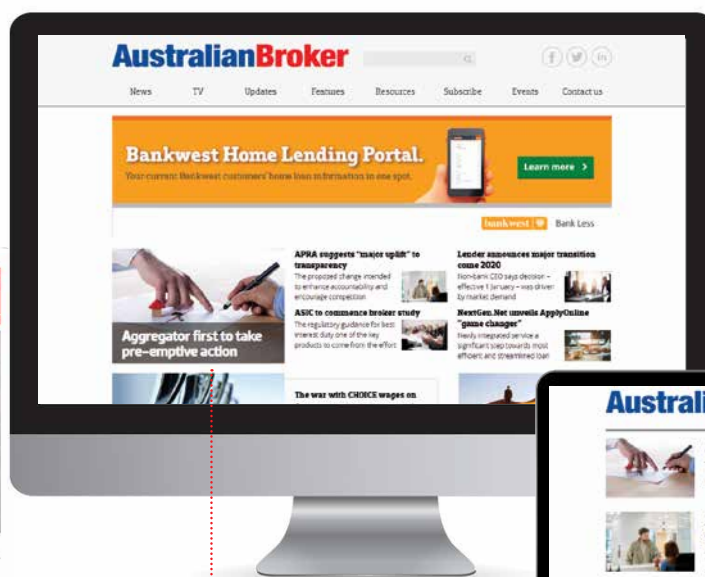 AustralianBroker
f
in
News TV Updates Features Resources Subscribe Events Contact us
Bankwest Home Lending Portal.
Your current Bankwest customers' home loan information in one spot.
Learn more >
bankwest Bank Less
Aggregator first to take
pre-emptive action
APRA suggests "major uplift" to
transparency
The proposed change intended
to enhance accountability and
encourage competition
ASIC to commence broker study
The regulatory guidance for best
interest duty one of the key
products to come from the effort
Lender announces major transition
come 2020
Non-bank CEO says decision –
effective 1 January – was driven
by market demand
NextGen.Net unveils ApplyOnline
"game changer"
Newly integrated service a
significant step towards most
efficient and streamlined loan
The war with CHOICE wages on
Australi